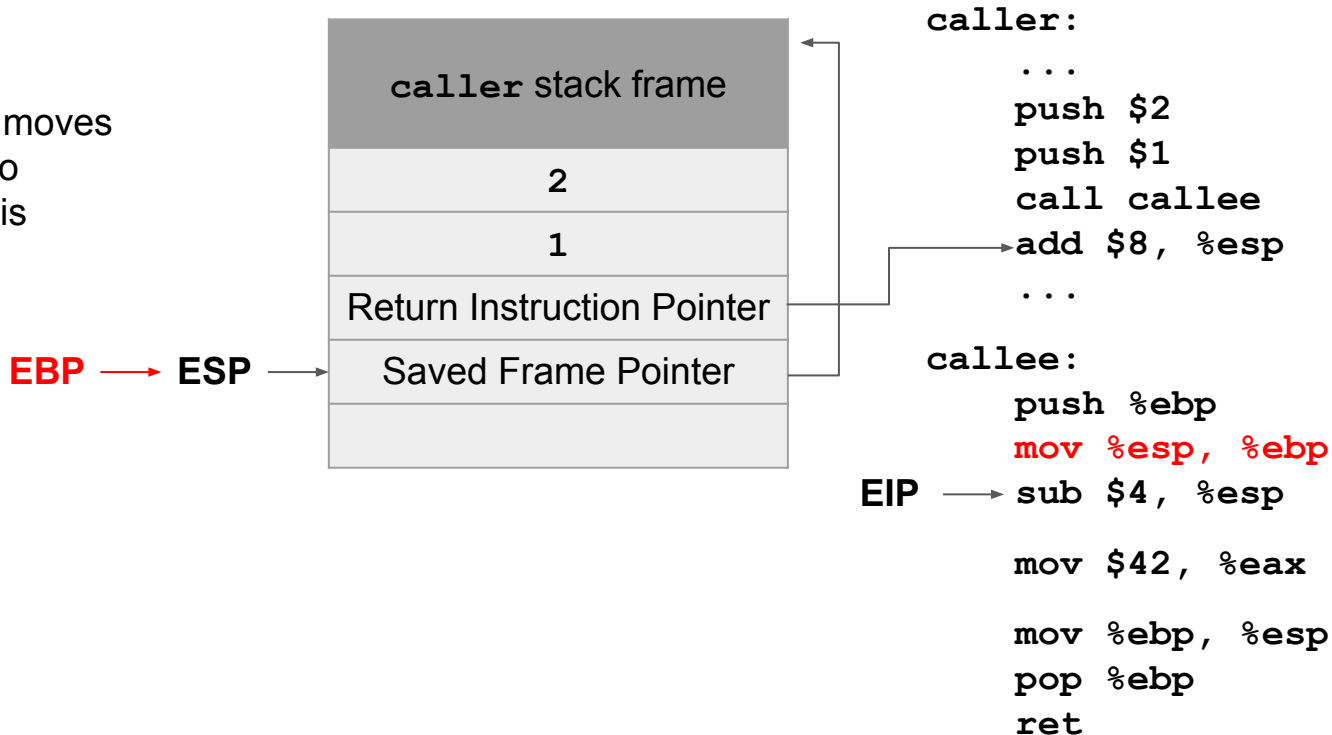 moves
o
is
caller stack frame
2
1
Return Instruction Pointer
EBP ESP Saved Frame Pointer
caller:
...
push $2
push $1
call callee
add $8, %esp
...
callee:
push %ebp
mov %esp, %ebp
EIP sub $4, %esp
mov $42, %eax
mov %ebp, %esp
pop %ebp
ret